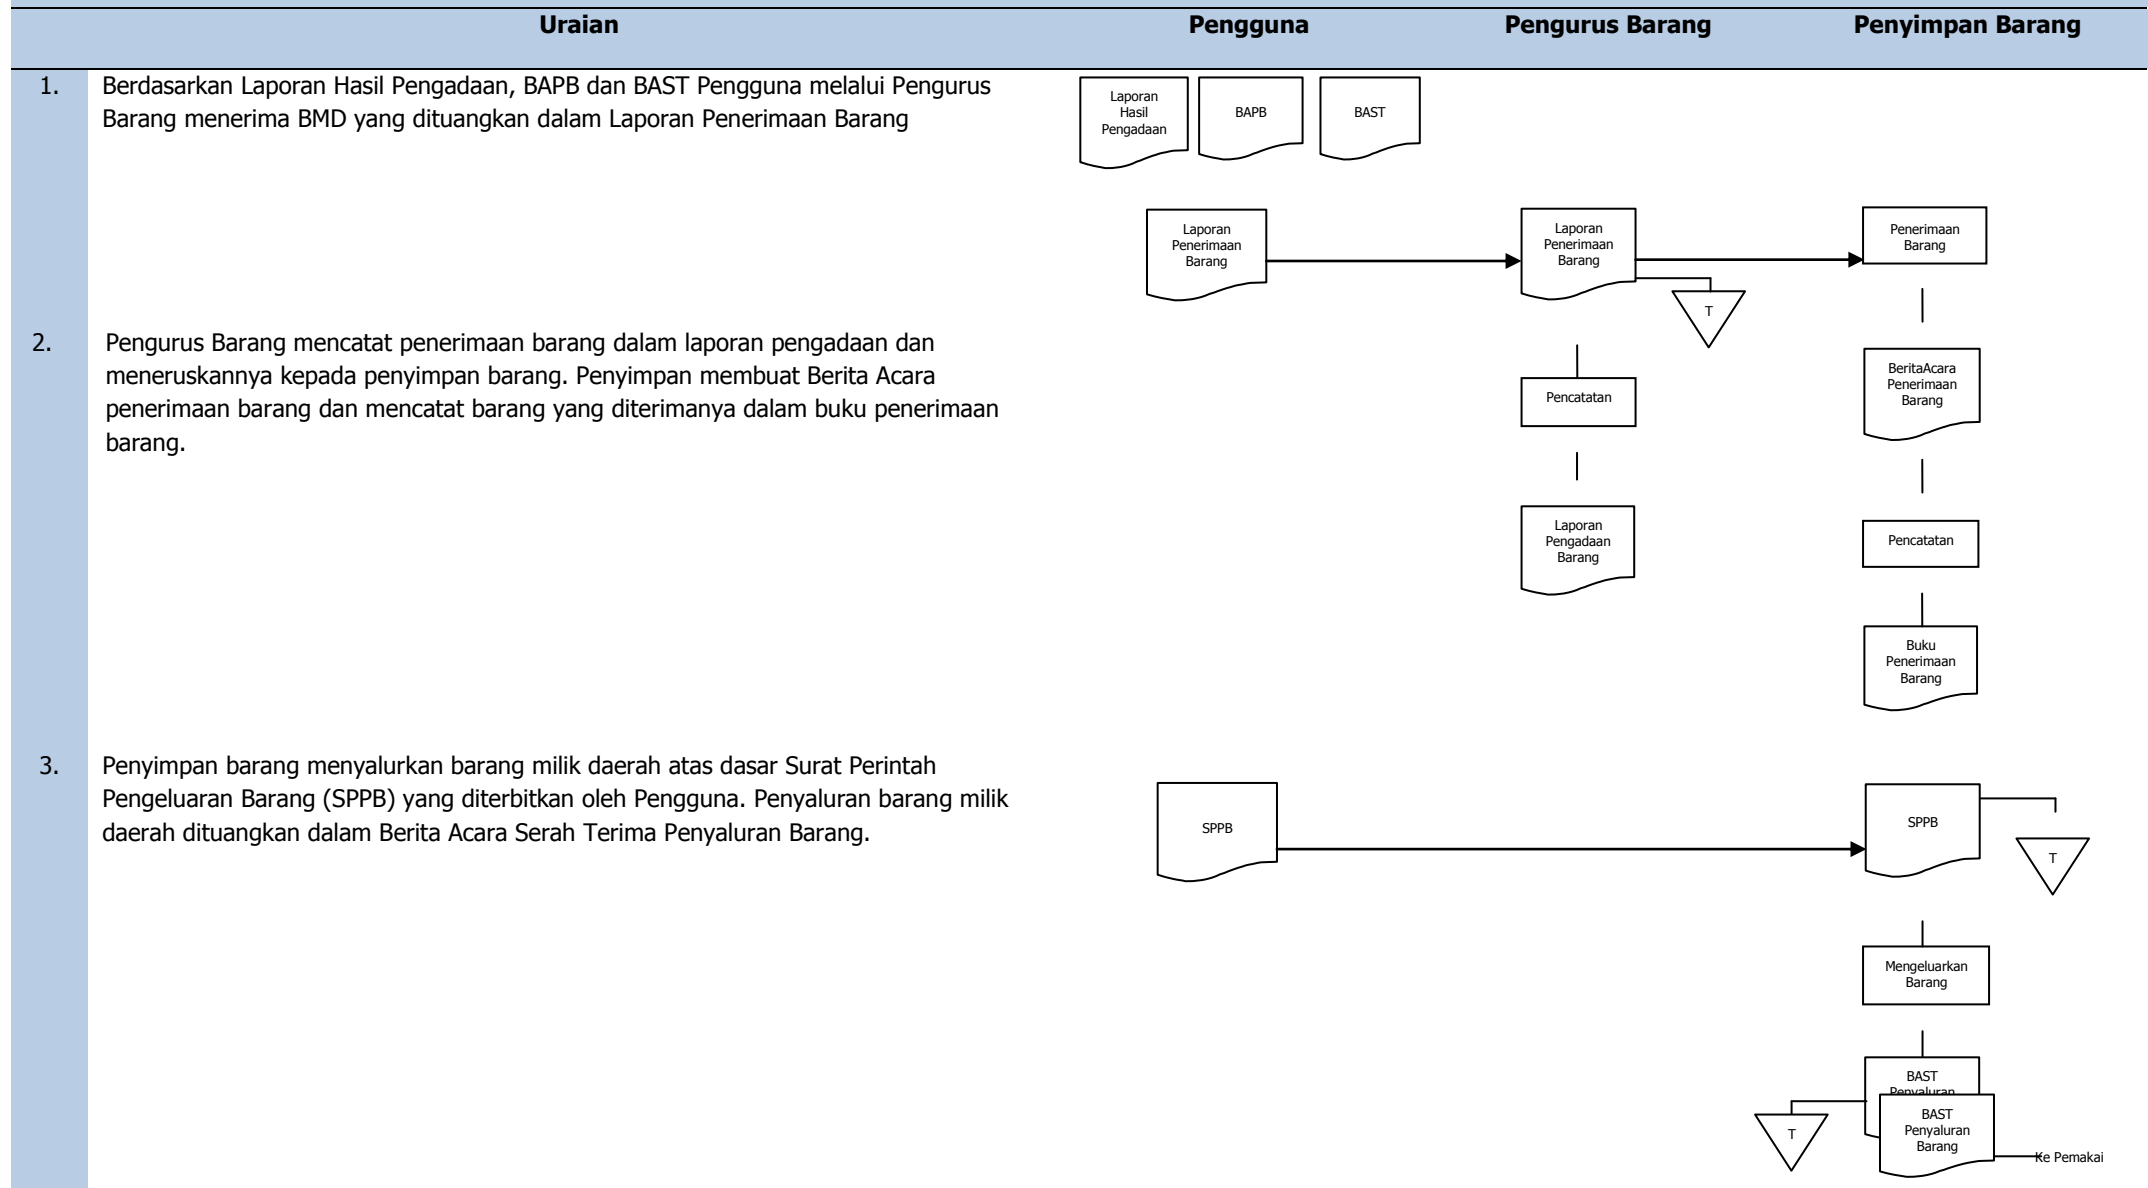 Uraian
Pengguna
Pengurus Barang
Penyimpan Barang
1.
Berdasarkan Laporan Hasil Pengadaan, BAPB dan BAST Pengguna melalui Pengurus
Barang menerima BMD yang dituangkan dalam Laporan Penerimaan Barang
Laporan
Hasil
Pengadaan
BAPB
BAST
Laporan
Penerimaan
Barang
Laporan
Penerimaan
Barang
T
Penerimaan
Barang
2.
Pengurus Barang mencatat penerimaan barang dalam laporan pengadaan dan
meneruskannya kepada penyimpan barang. Penyimpan membuat Berita Acara
penerimaan barang dan mencatat barang yang diterimanya dalam buku penerimaan
barang.
Pencatatan
Laporan
Pengadaan
Barang
BeritaAcara
Penerimaan
Barang
Pencatatan
Buku
Penerimaan
Barang
3.
Penyimpan barang menyalurkan barang milik daerah atas dasar Surat Perintah
Pengeluaran Barang (SPPB) yang diterbitkan oleh Pengguna. Penyaluran barang milik
daerah dituangkan dalam Berita Acara Serah Terima Penyaluran Barang.
SPPB
SPPB
T
Mengeluarkan
Barang
BAST
Penyaluran
BAST
Penyaluran
Barang
T
Ke Pemakai